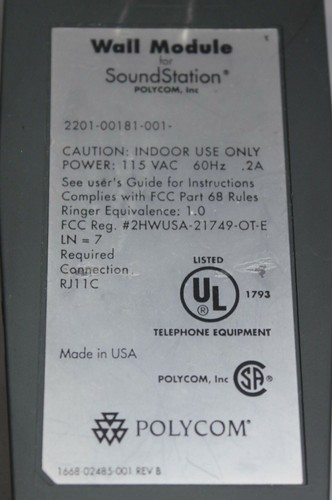 Wall Module
for
SoundStation®
POLYCOM, Inc
2201-00181-001-
CAUTION: INDOOR USE ONLY
POWER: 115 VAC 60Hz .2A
See user's Guide for Instructions
Complies with FCC Part 68 Rules
Ringer Equivalence: 1.0
FCC Reg. #2HWUSA-21749-OT-E
LN = 7
Required
Connection
RJ11C
LISTED
UL ® 1793
TELEPHONE EQUIPMENT
Made in USA
POLYCOM, Inc SA®
POLYCOM®
1668-02485-001 REV B